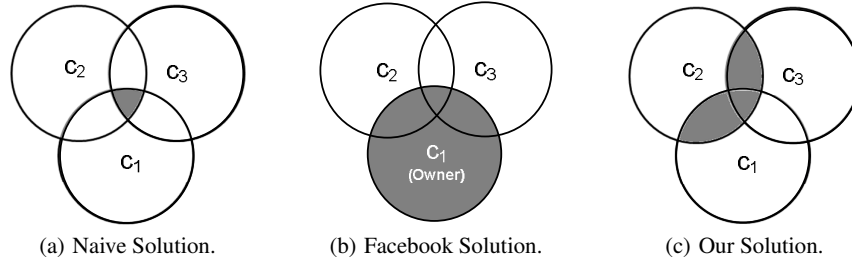 C₂ C₃
C₁
(a) Naive Solution.
C₂ C₃
C₁
(Owner)
(b) Facebook Solution.
C₂ C₃
C₁
(c) Our Solution.